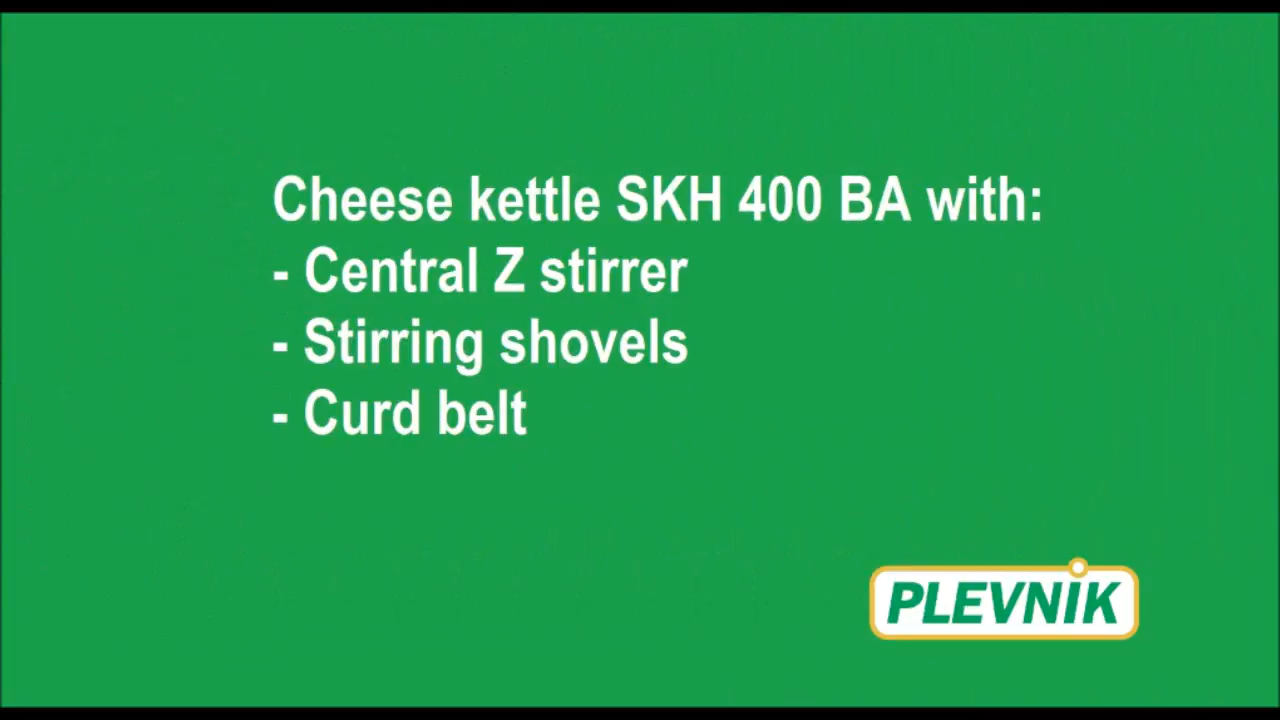 Cheese kettle SKH 400 BA with:
- Central Z stirrer
- Stirring shovels
- Curd belt
PLEVNIK